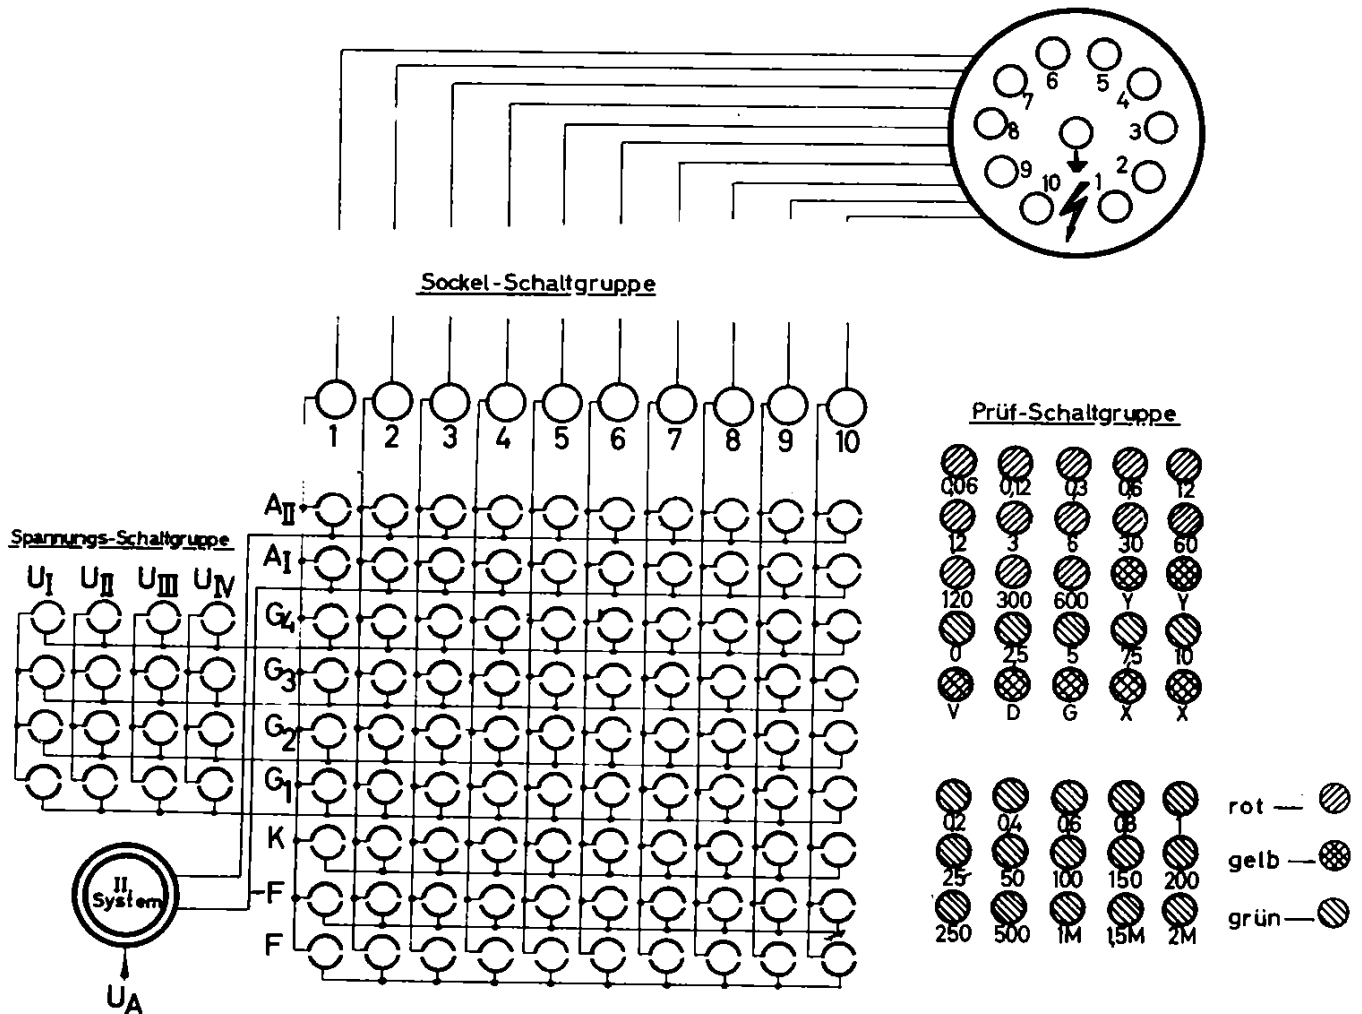 6 5
7 4
8 3
9 2
10 1
Sockel-Schaltgruppe
1 2 3 4 5 6 7 8 9 10
Prüf-Schaltgruppe
0,06 0,12 0,3 0,6 1,2
12 3 6 30 60
120 300 600 Y Y
0 2,5 5 7,5 10
V D G X X
0,2 0,4 0,6 0,8 1
25 50 100 150 200
250 500 1M 1,5M 2M
rot
gelb
grün
Spannungs-Schaltgruppe
UI UII UIII UIV
AII
AI
G4
G3
G2
G1
K
-F
F
II.
System
UA